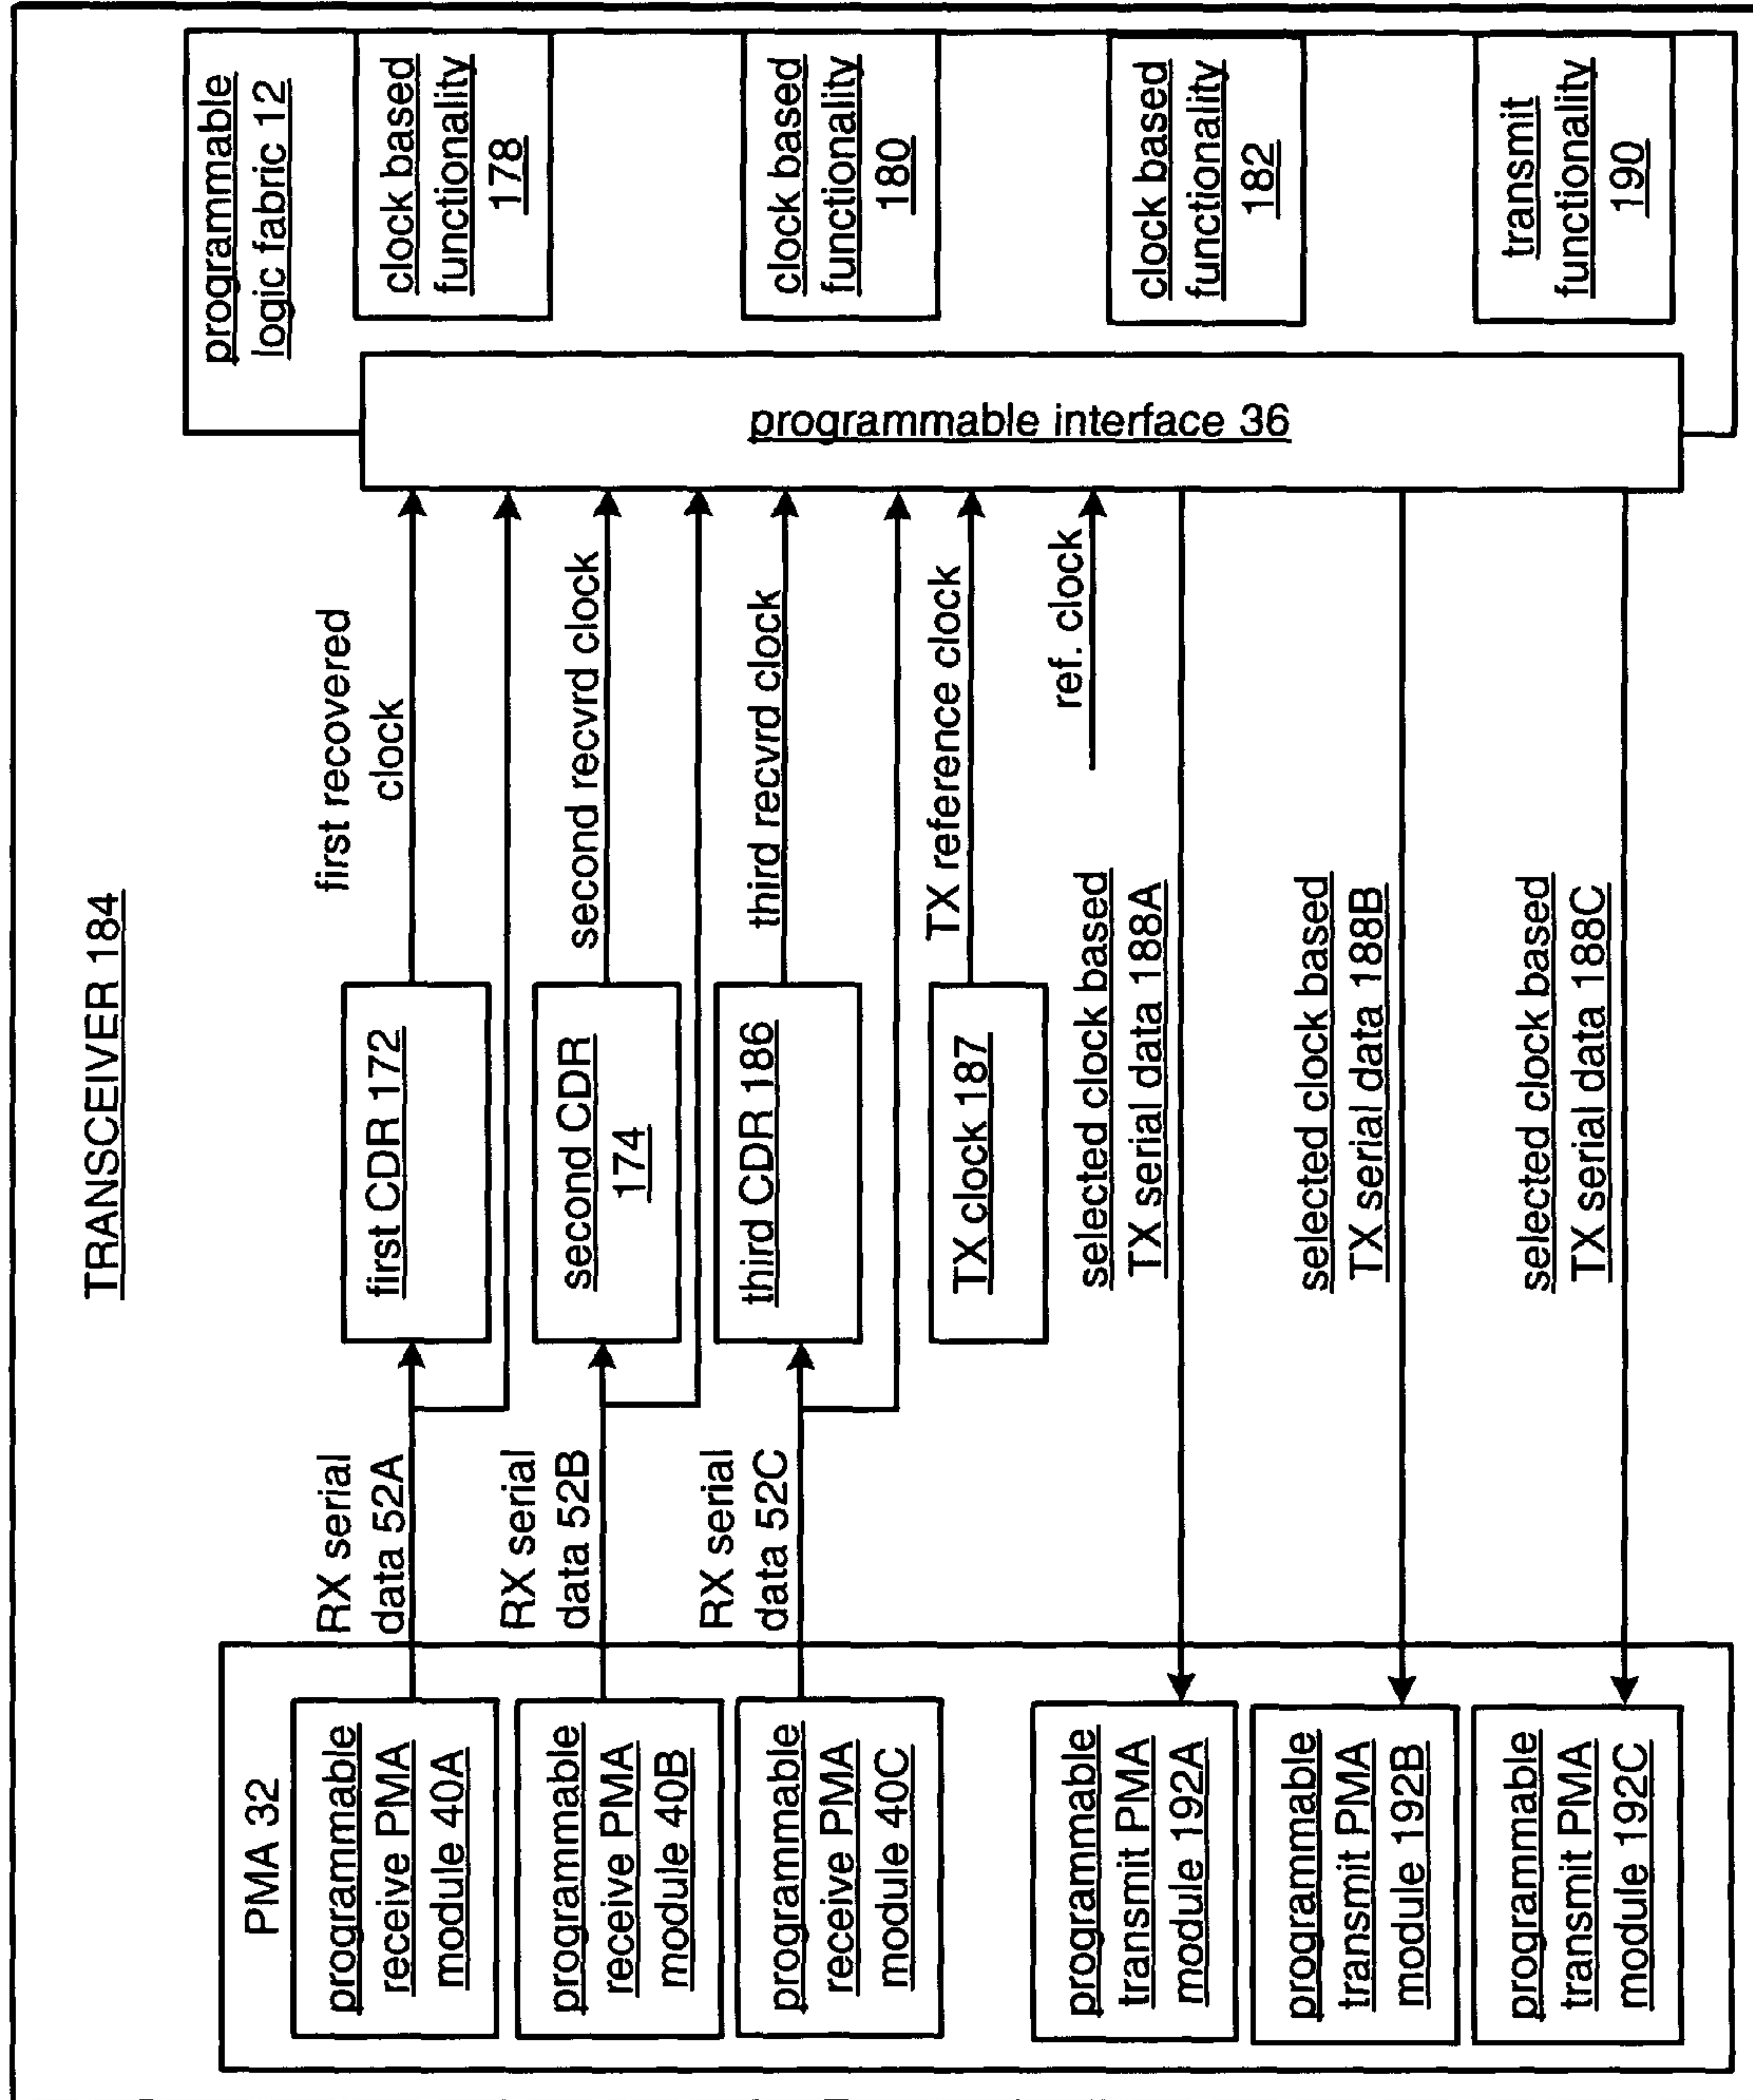 TRANSCEIVER 184
PMA 32
programmable
receive PMA
module 40A
programmable
receive PMA
module 40B
programmable
receive PMA
module 40C
programmable
transmit PMA
module 192A
programmable
transmit PMA
module 192B
programmable
transmit PMA
module 192C
RX serial
data 52A
RX serial
data 52B
RX serial
data 52C
first CDR 172
second CDR
174
third CDR 186
TX clock 187
first recovered
clock
second recvrd clock
third recvrd clock
TX reference clock
ref. clock
selected clock based
TX serial data 188A
selected clock based
TX serial data 188B
selected clock based
TX serial data 188C
programmable interface 36
programmable
logic fabric 12
clock based
functionality
178
clock based
functionality
180
clock based
functionality
182
transmit
functionality
190